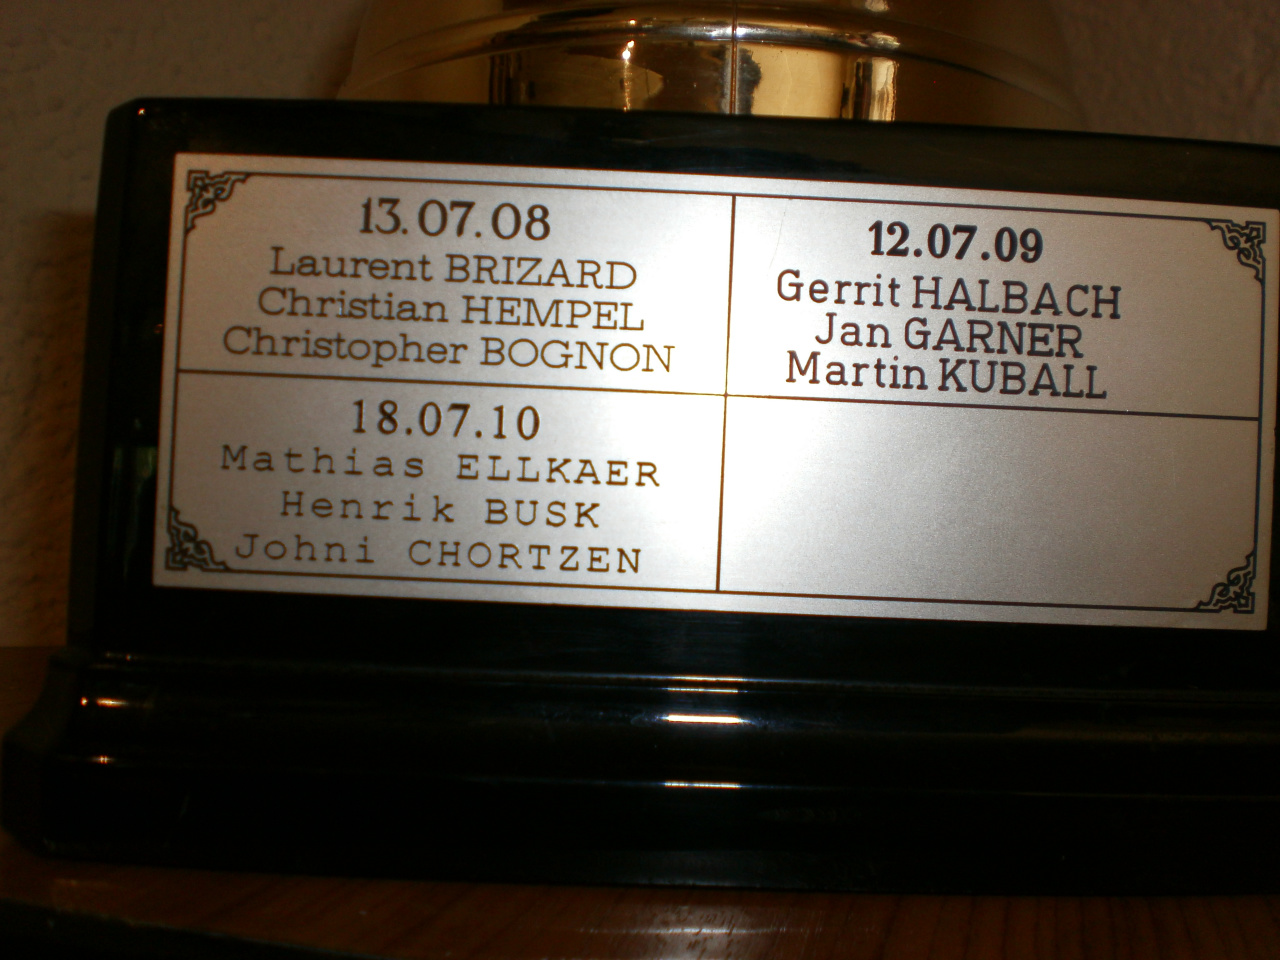 13.07.08
Laurent BRIZARD
Christian HEMPEL
Christopher BOGNON
12.07.09
Gerrit HALBACH
Jan GARNER
Martin KUBALL
18.07.10
Mathias ELLKAER
Henrik BUSK
Johni CHORTZEN